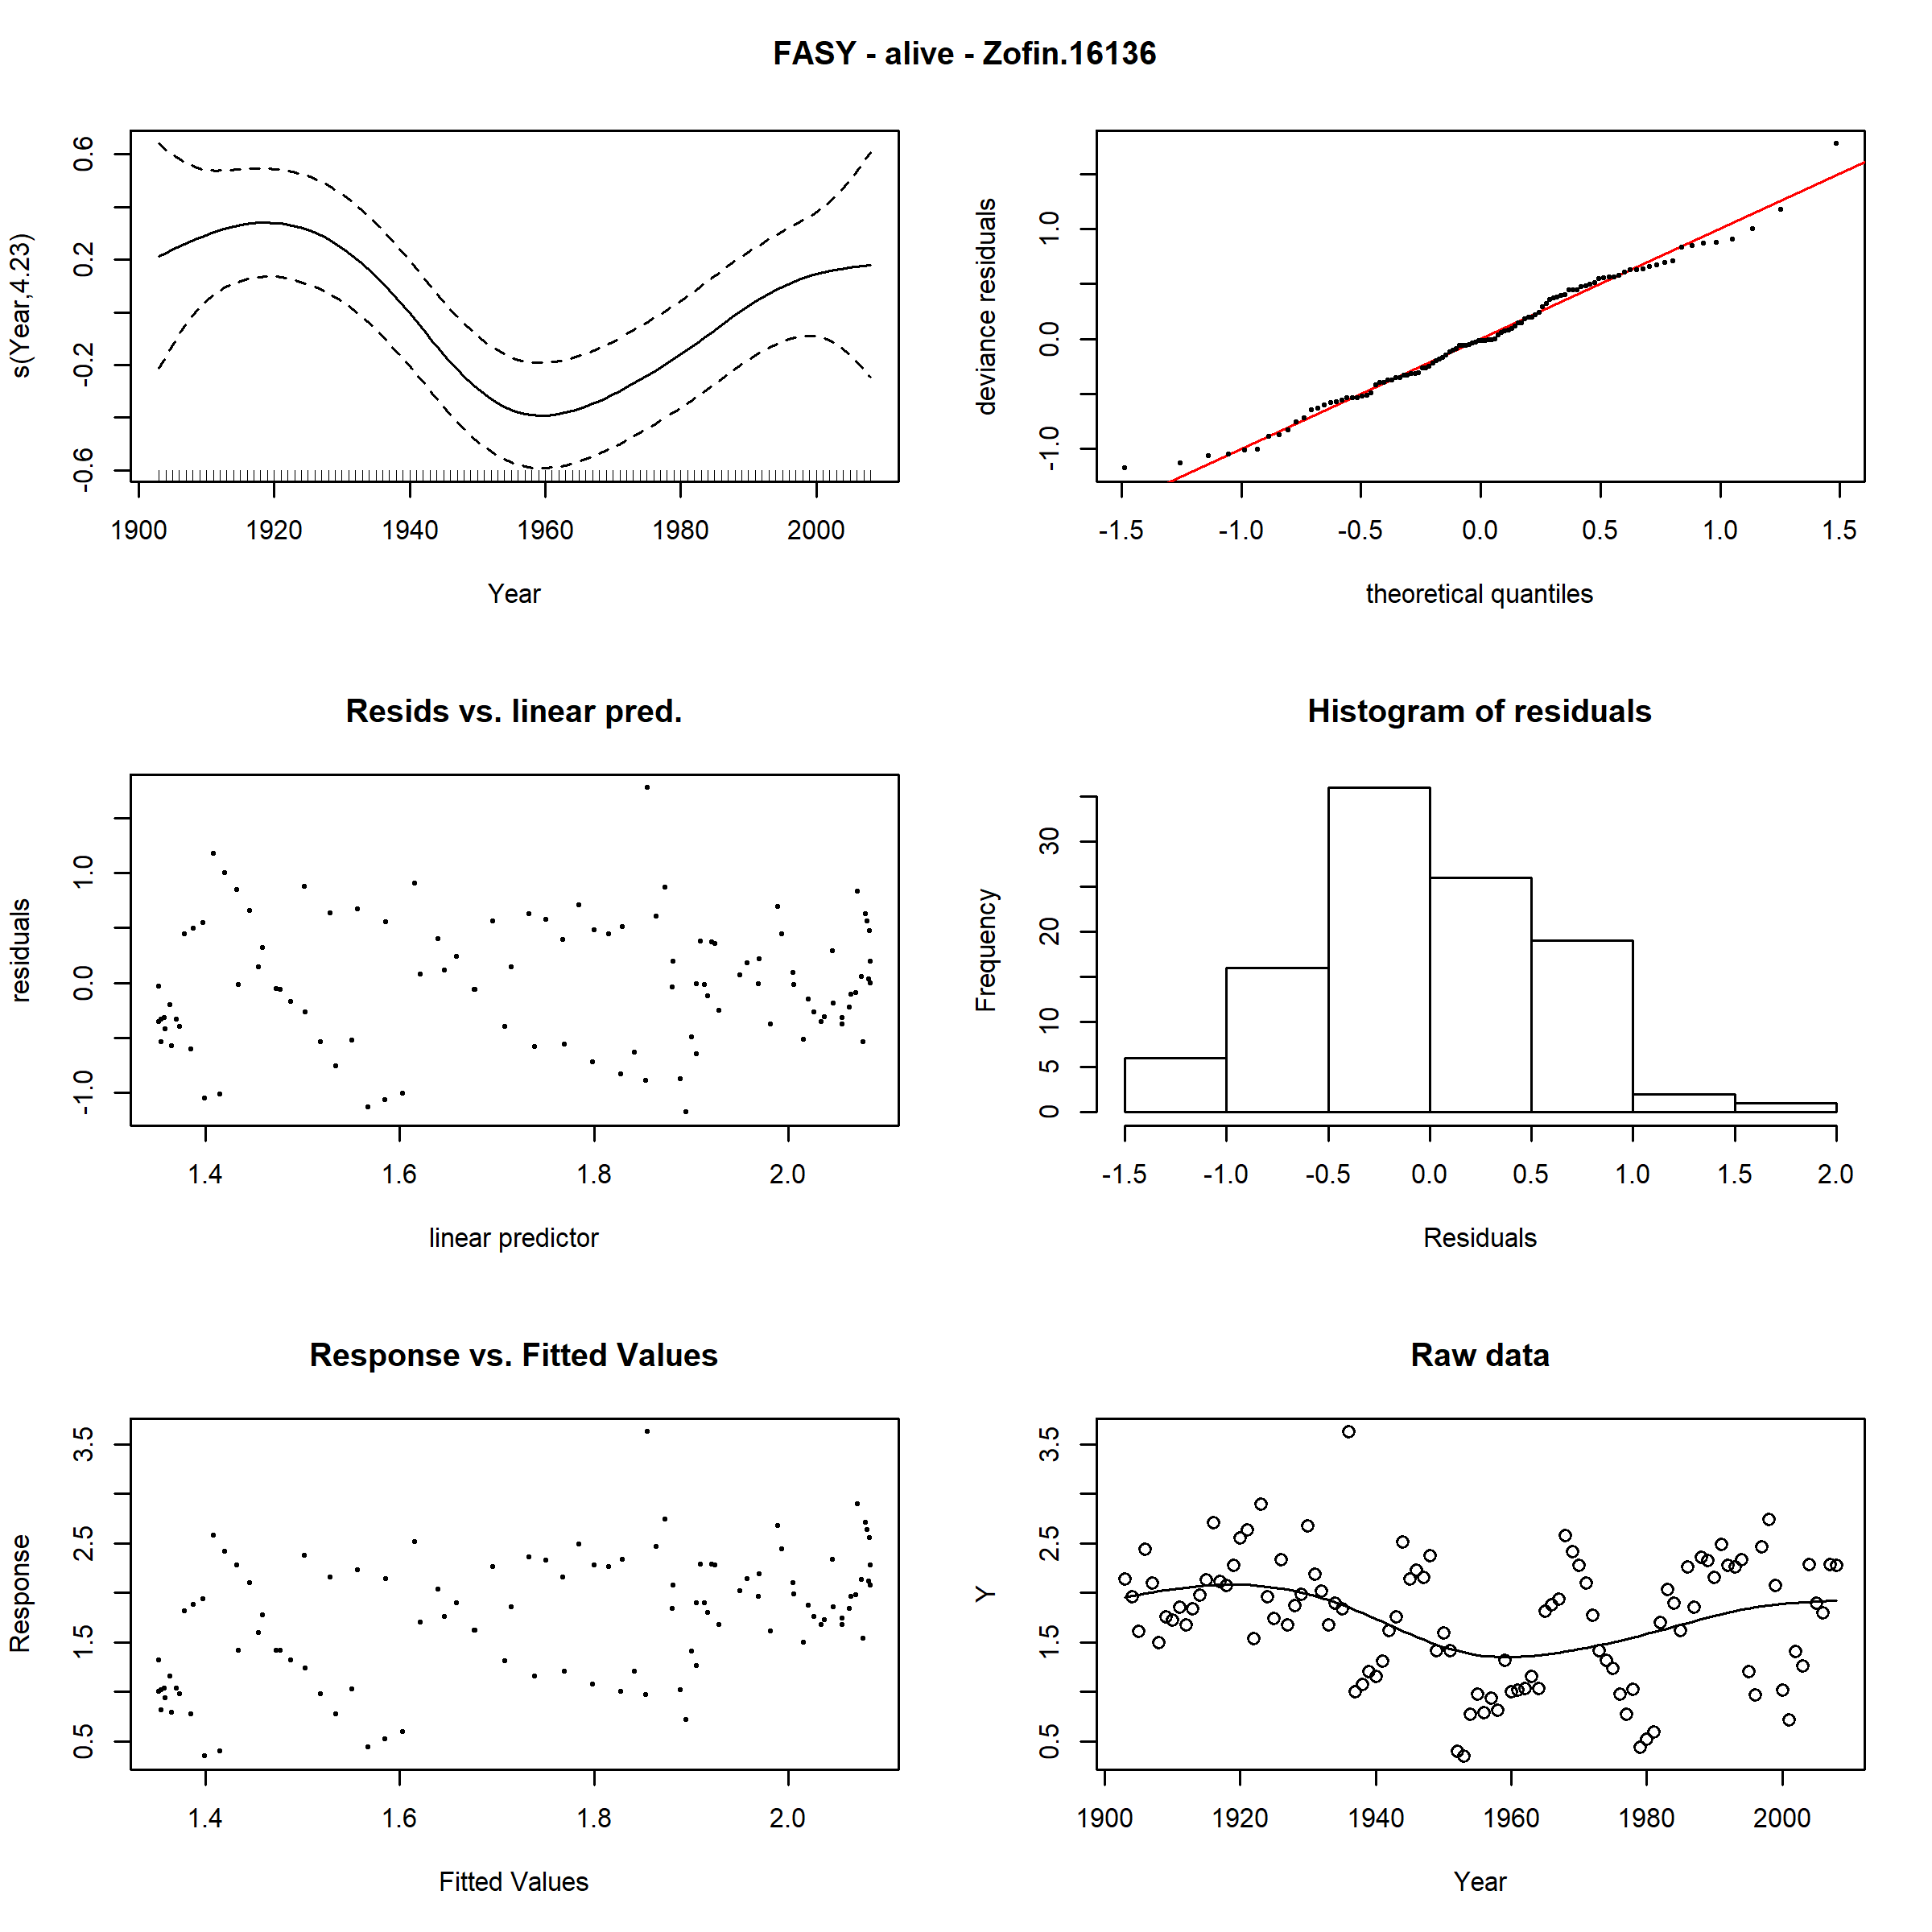 FASY - alive - Zofin.16136
s(Year,4.23)
-0.6 -0.2 0.2 0.6
1900 1920 1940 1960 1980 2000
Year
deviance residuals
-1.0 0.0 1.0
-1.5 -1.0 -0.5 0.0 0.5 1.0 1.5
theoretical quantiles
Resids vs. linear pred.
residuals
-1.0 0.0 1.0
1.4 1.6 1.8 2.0
linear predictor
Histogram of residuals
Frequency
0 5 10 20 30
-1.5 -1.0 -0.5 0.0 0.5 1.0 1.5 2.0
Residuals
Response vs. Fitted Values
Response
0.5 1.5 2.5 3.5
1.4 1.6 1.8 2.0
Fitted Values
Raw data
Y
0.5 1.5 2.5 3.5
1900 1920 1940 1960 1980 2000
Year